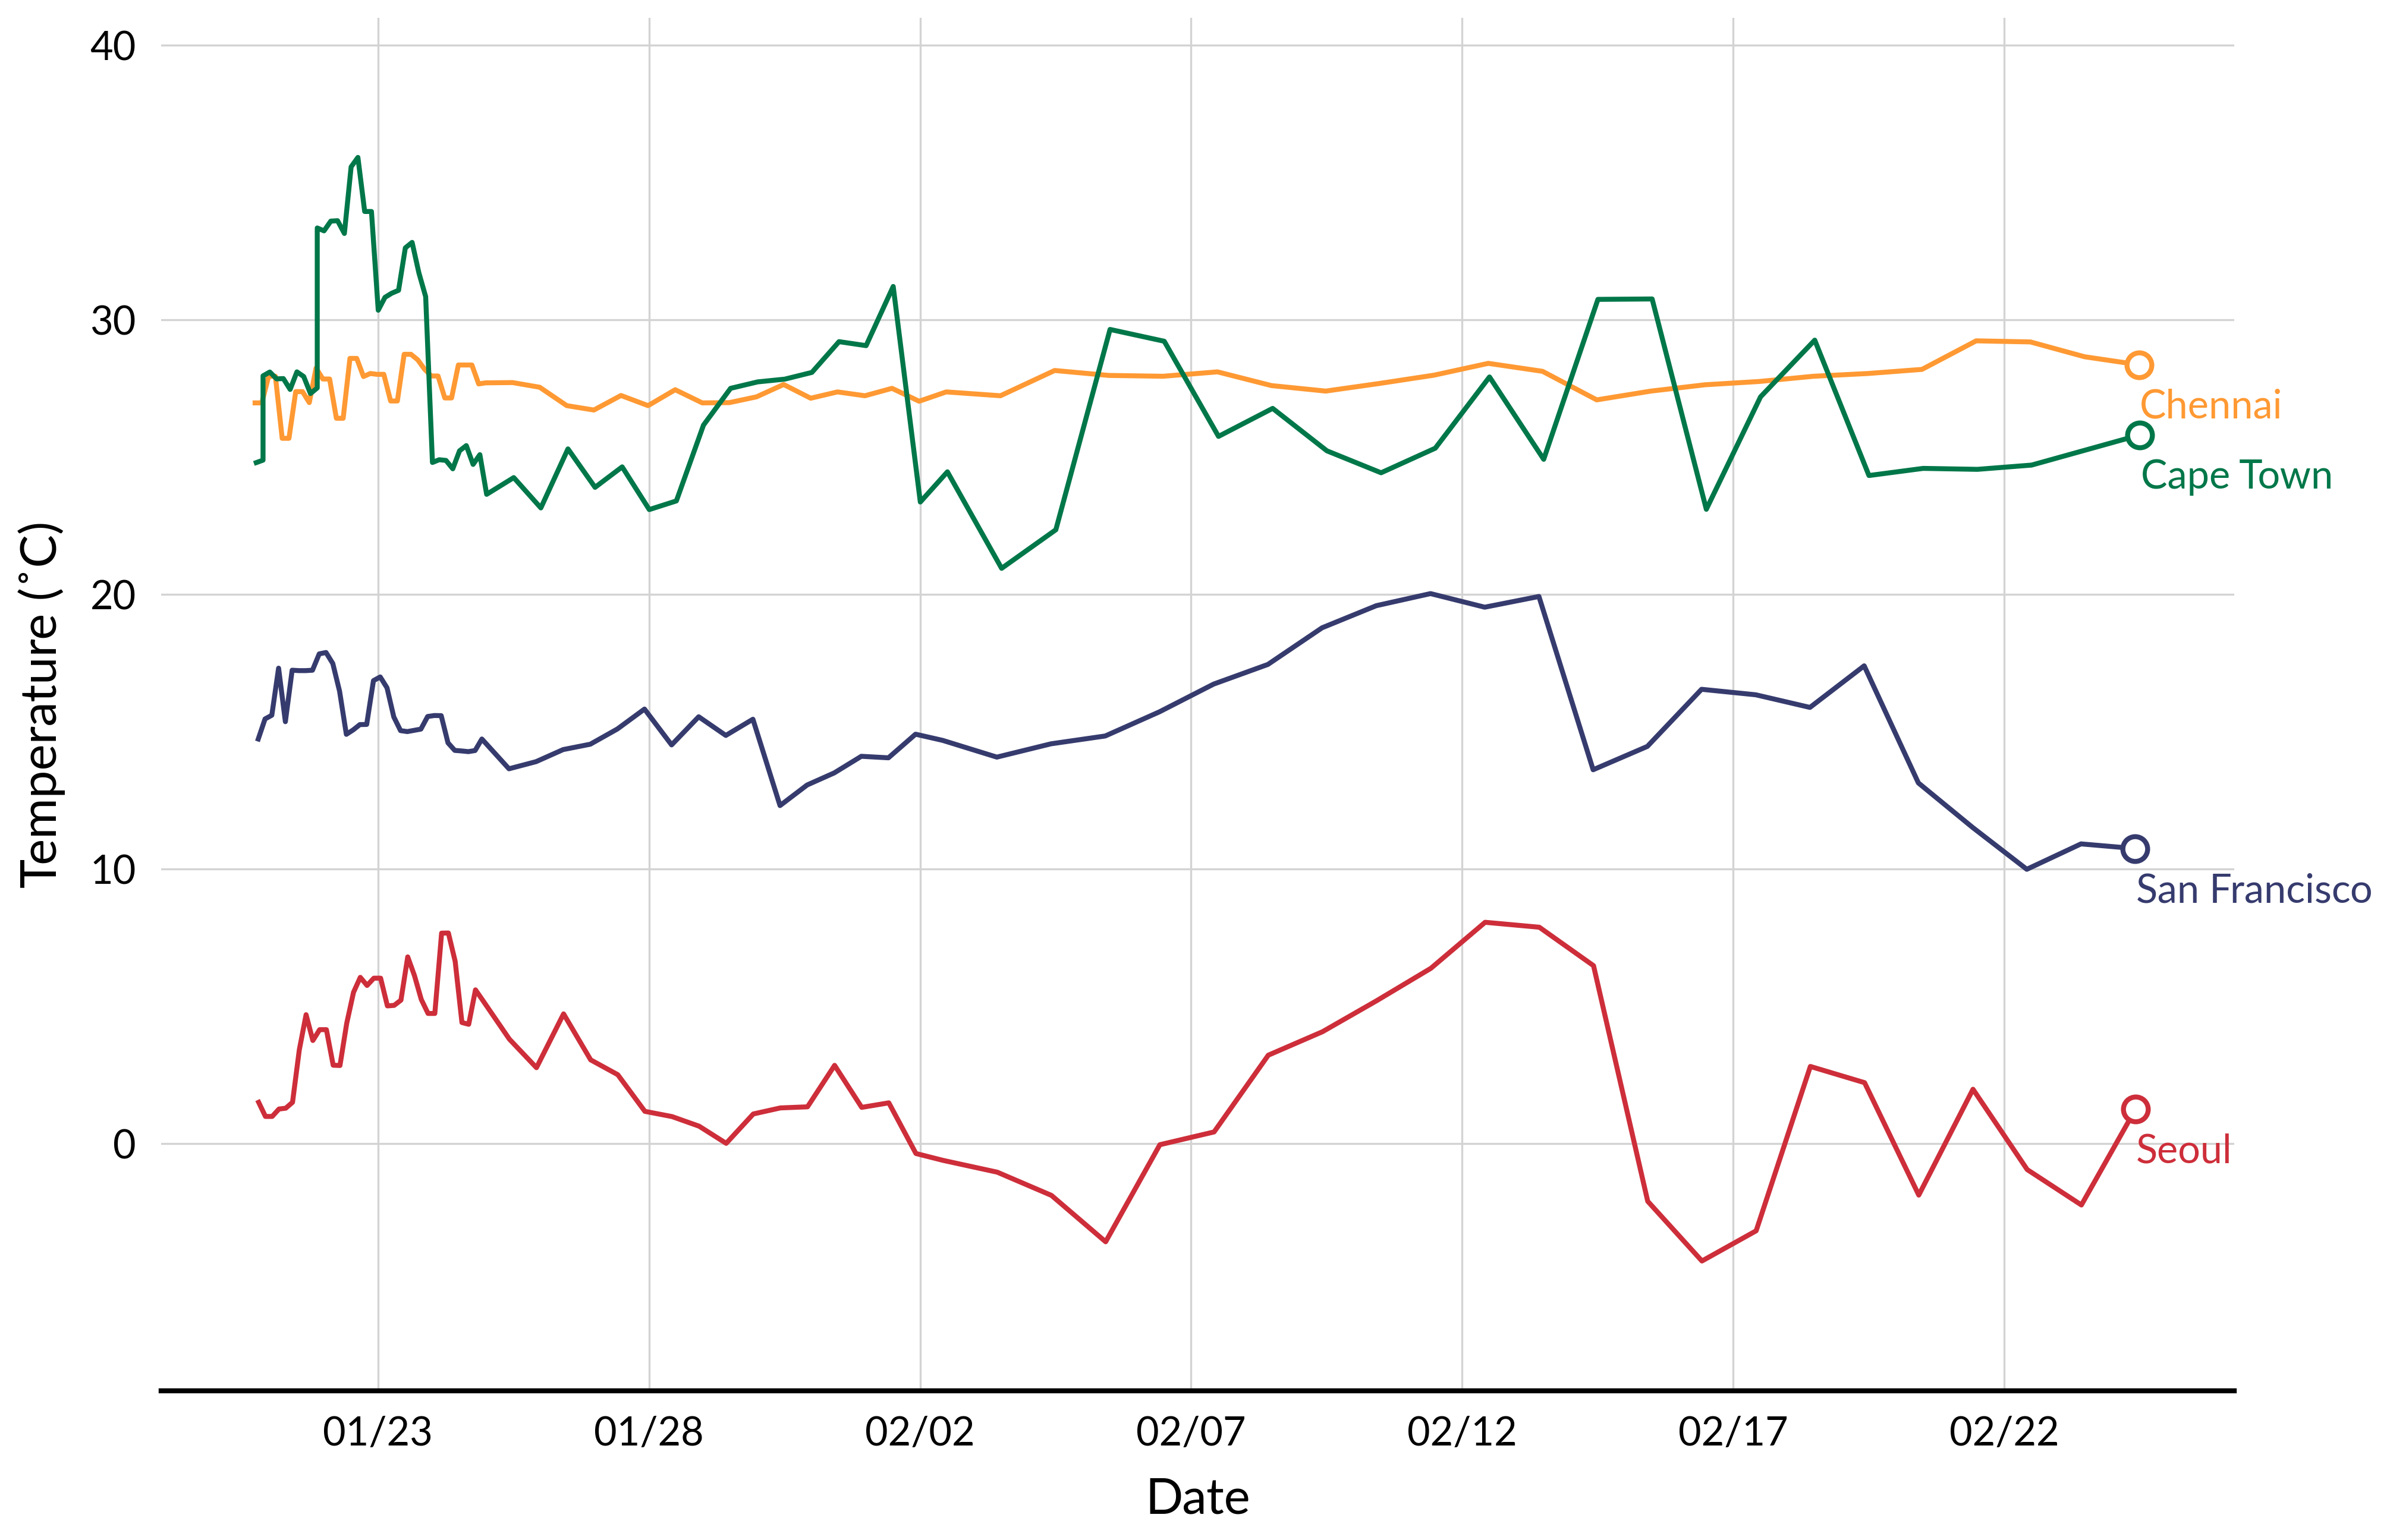 40
30
20
10
0
Temperature (°C)
Chennai
Cape Town
San Francisco
Seoul
01/23 01/28 02/02 02/07 02/12 02/17 02/22
Date